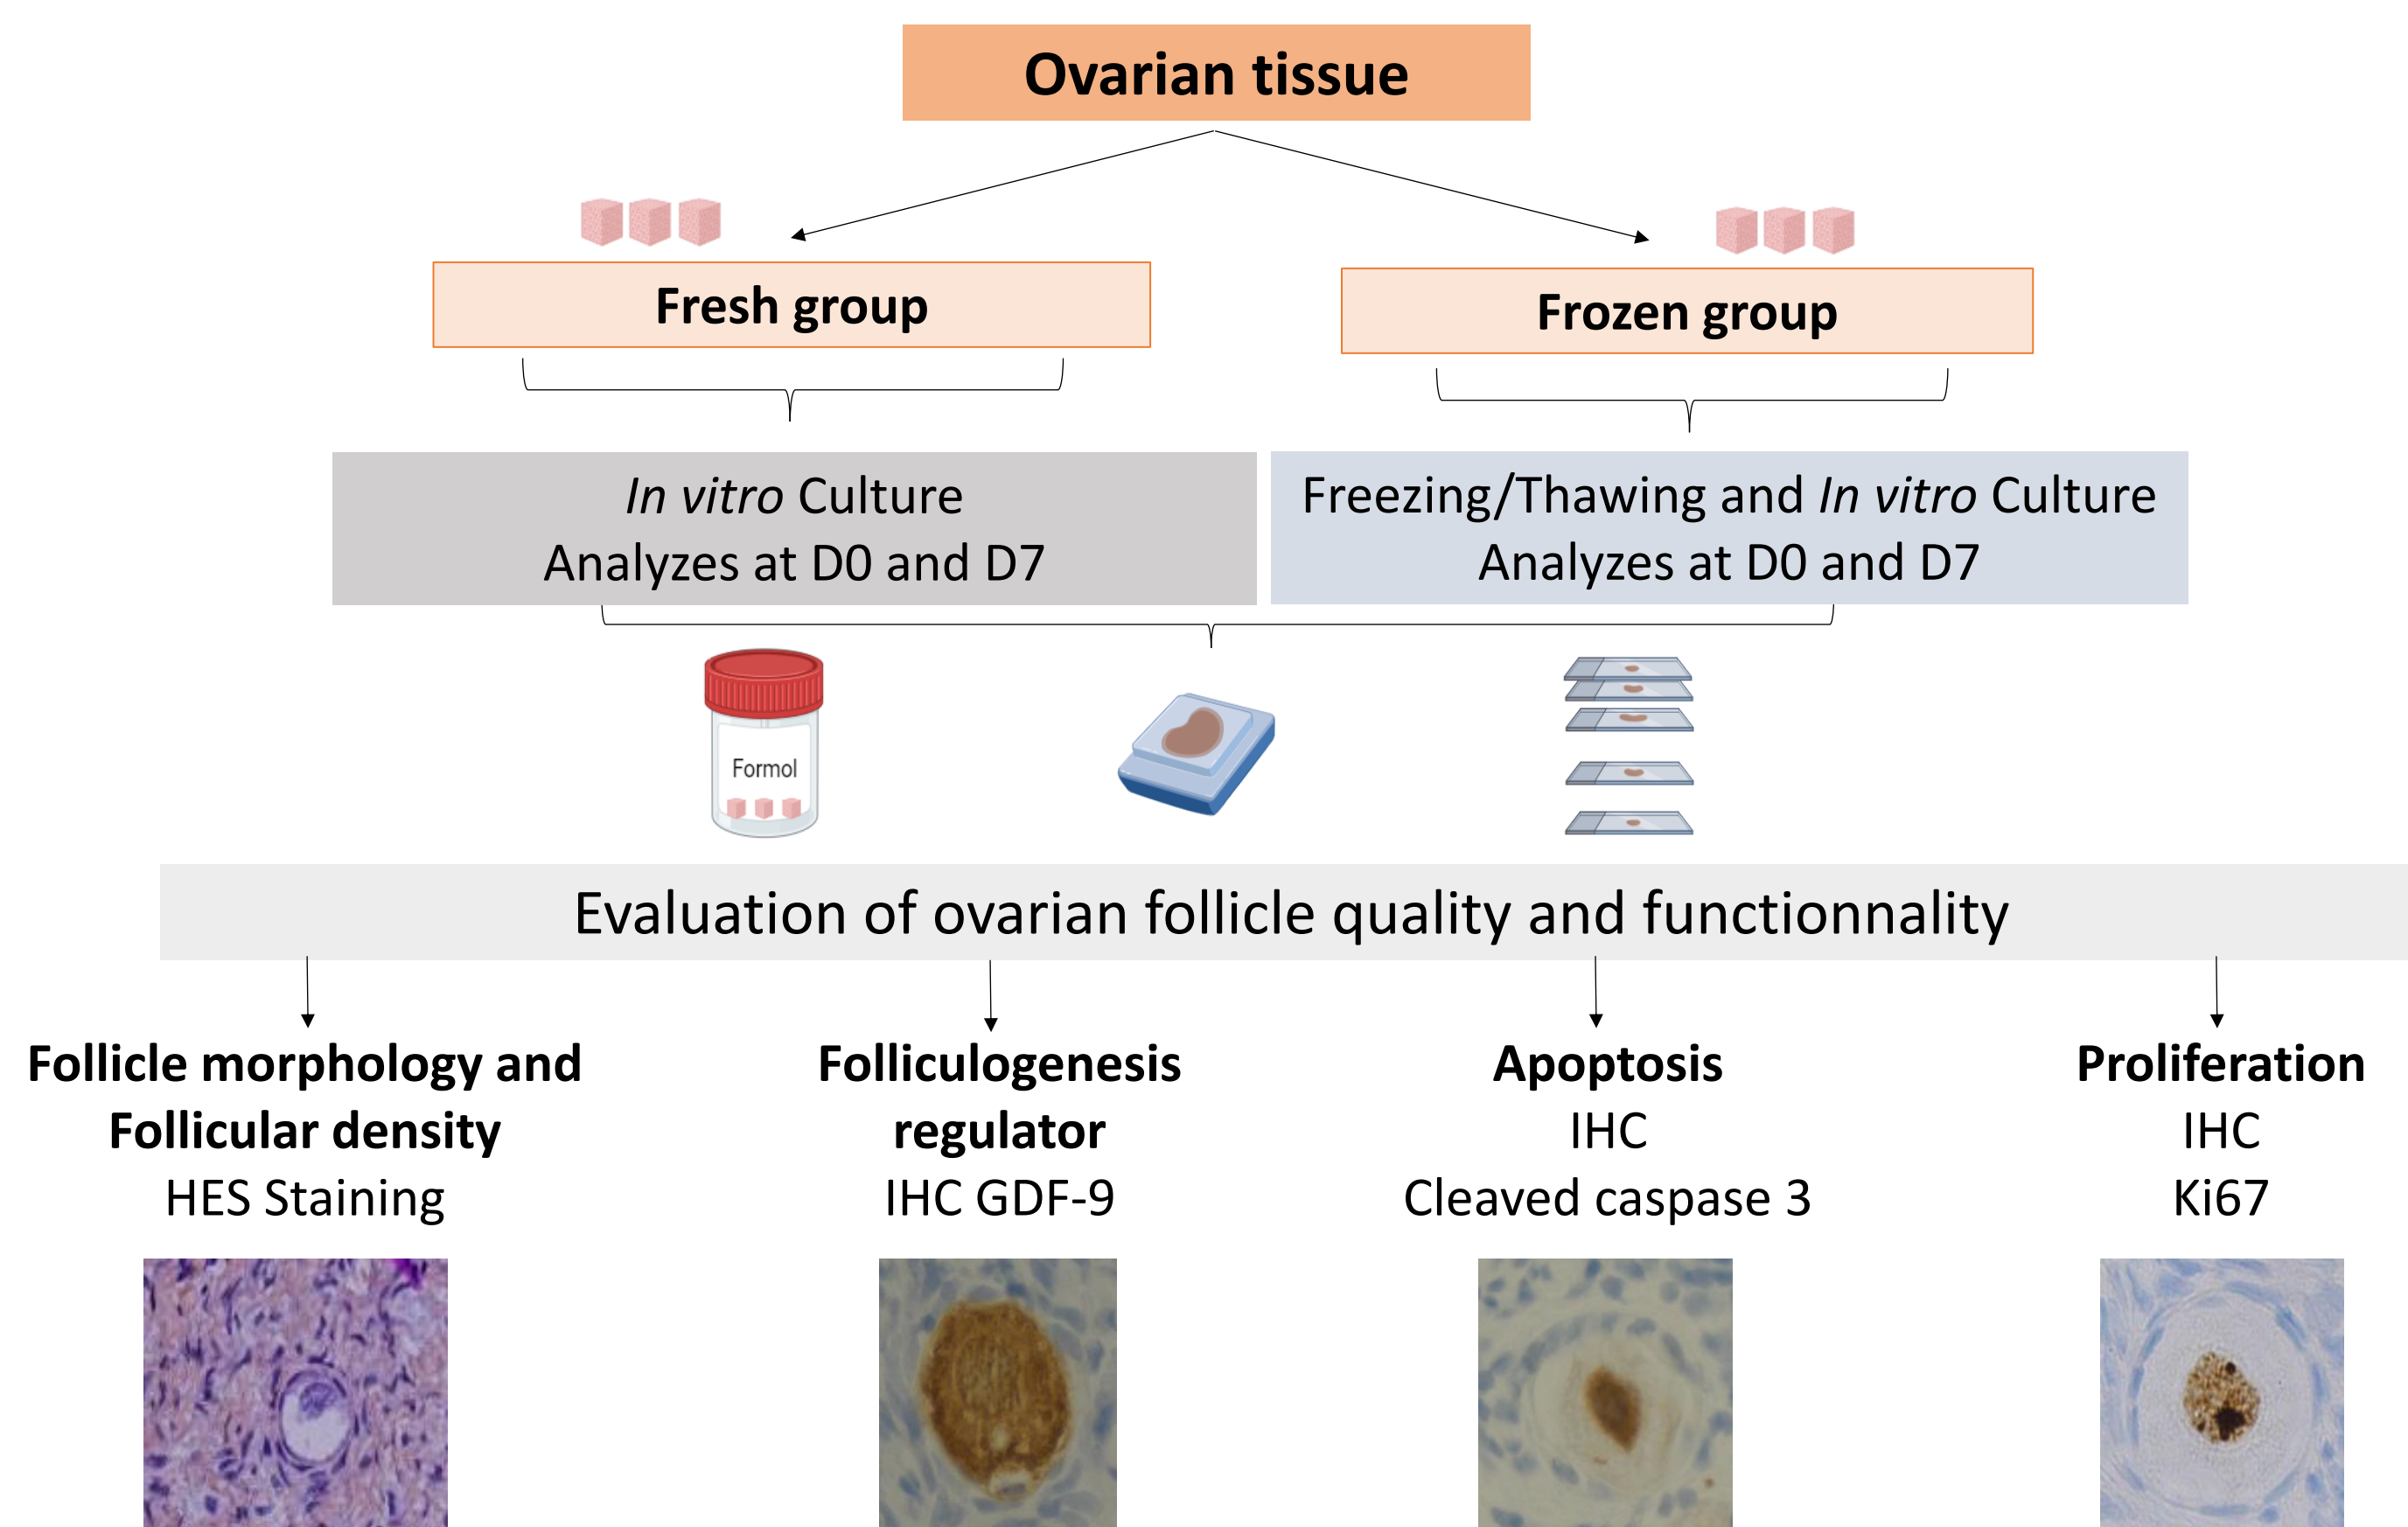 Ovarian tissue
Fresh group
Frozen group
In vitro Culture
Analyzes at D0 and D7
Freezing/Thawing and In vitro Culture
Analyzes at D0 and D7
Formol
Evaluation of ovarian follicle quality and functionnality
Follicle morphology and
Follicular density
HES Staining
Folliculogenesis
regulator
IHC GDF-9
Apoptosis
IHC
Cleaved caspase 3
Proliferation
IHC
Ki67